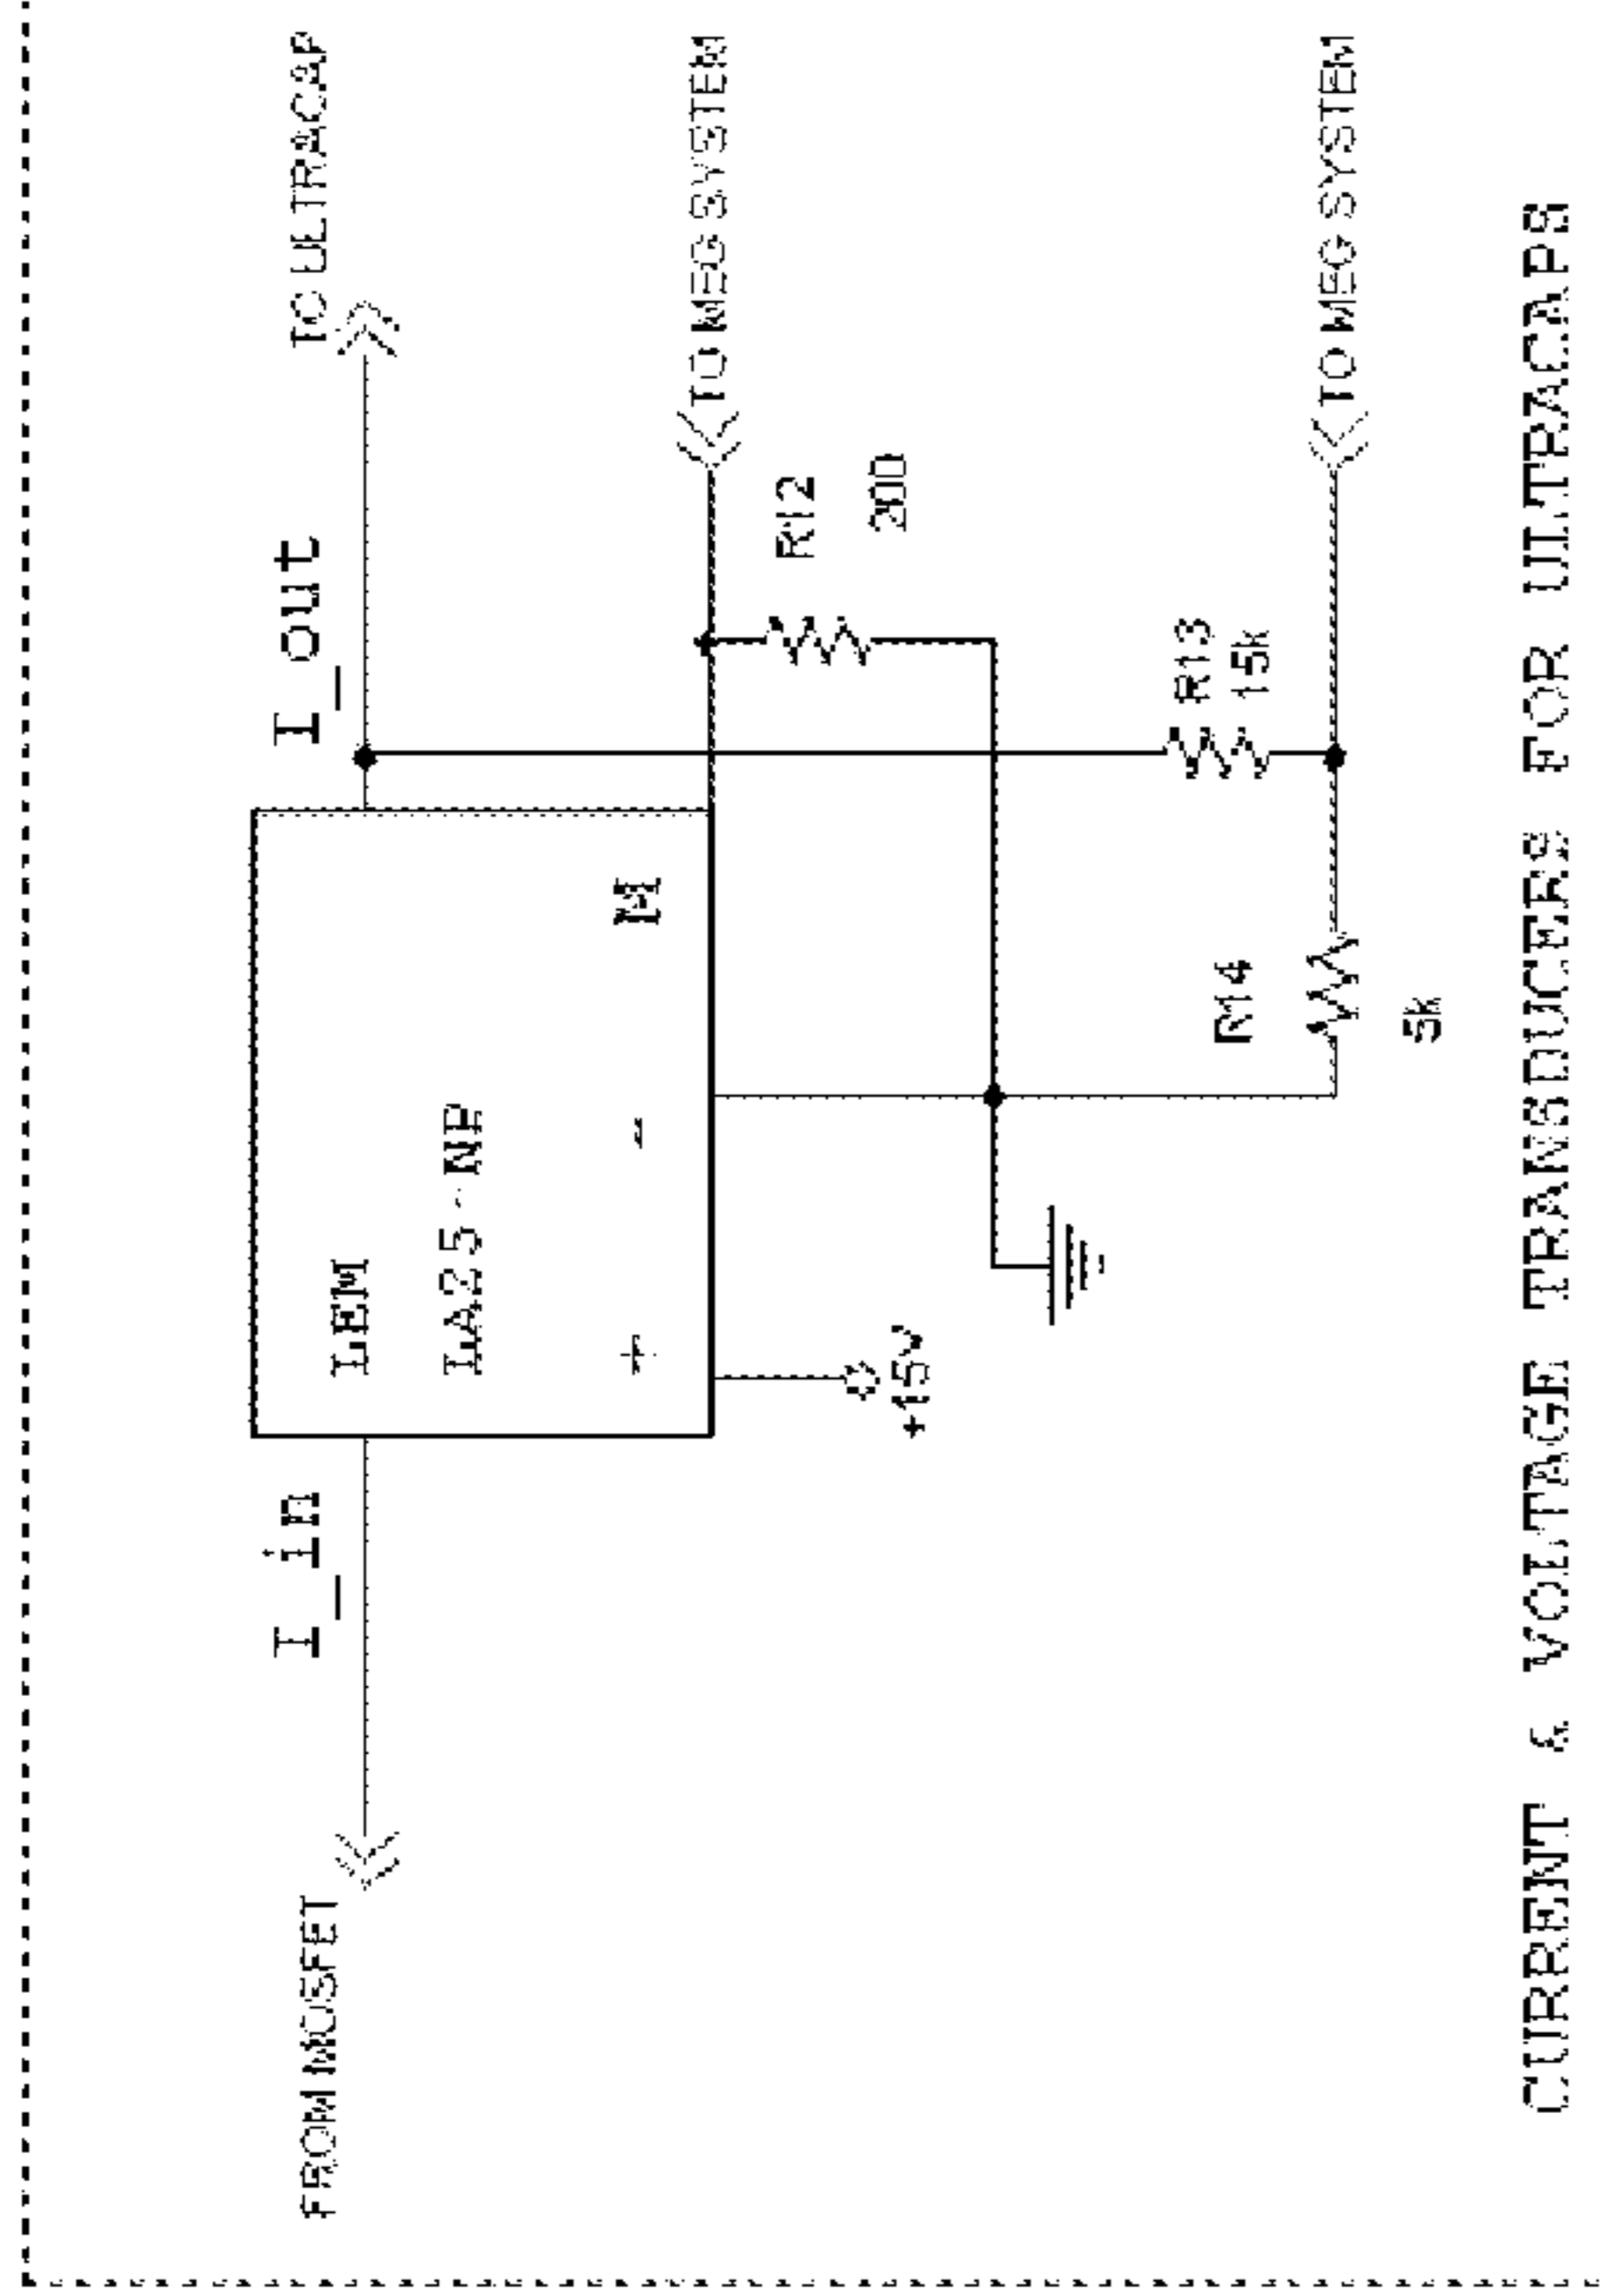 FROM MOSFET
I_in
I_out
TO ULTRACAP
LEM
LA25-NP
+
-
M
TO MEG SYSTEM
+15V
R12
200
R13
15k
TO MEG SYSTEM
R14
5k
CURRENT & VOLTAGE TRANSDUCERS FOR ULTRACAPS